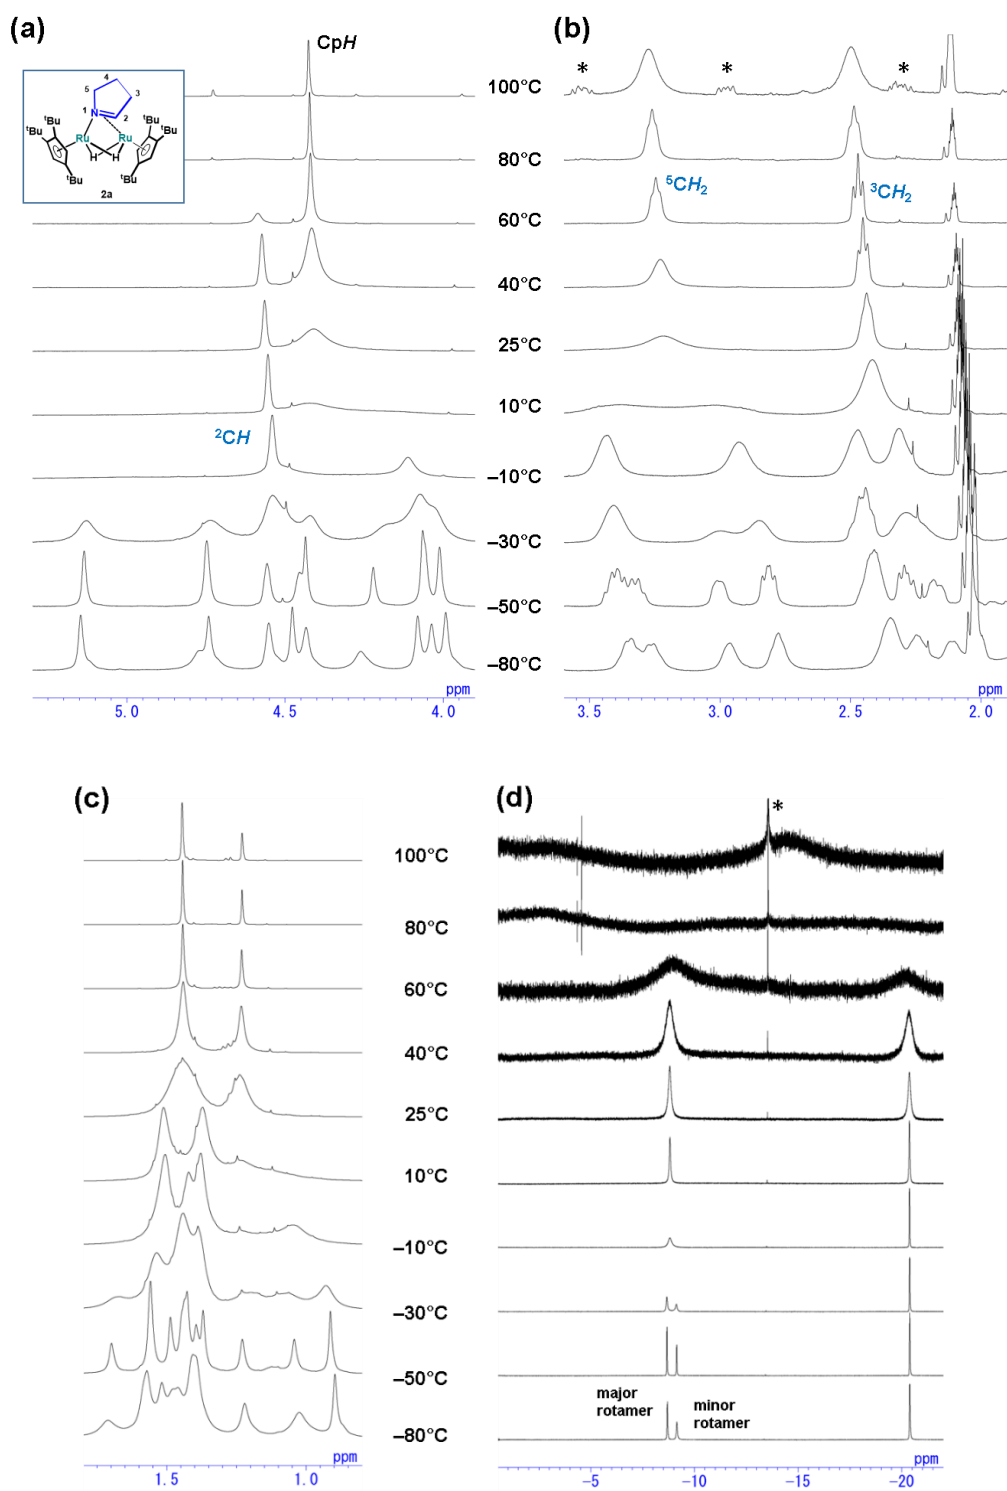 (a)
CpH
4
5
3
1
N
2
ᵗBu
ᵗBu
ᵗBu
ᵗBu
Ru
Ru
H
H
ᵗBu
ᵗBu
2a
²CH
ppm
5.0
4.5
4.0
100°C
80°C
60°C
40°C
25°C
10°C
–10°C
–30°C
–50°C
–80°C
(b)
*
*
*
⁵CH₂
³CH₂
ppm
3.5
3.0
2.5
2.0
(c)
100°C
80°C
60°C
40°C
25°C
10°C
–10°C
–30°C
–50°C
–80°C
ppm
1.5
1.0
(d)
*
major
rotamer
minor
rotamer
ppm
-5
-10
-15
-20